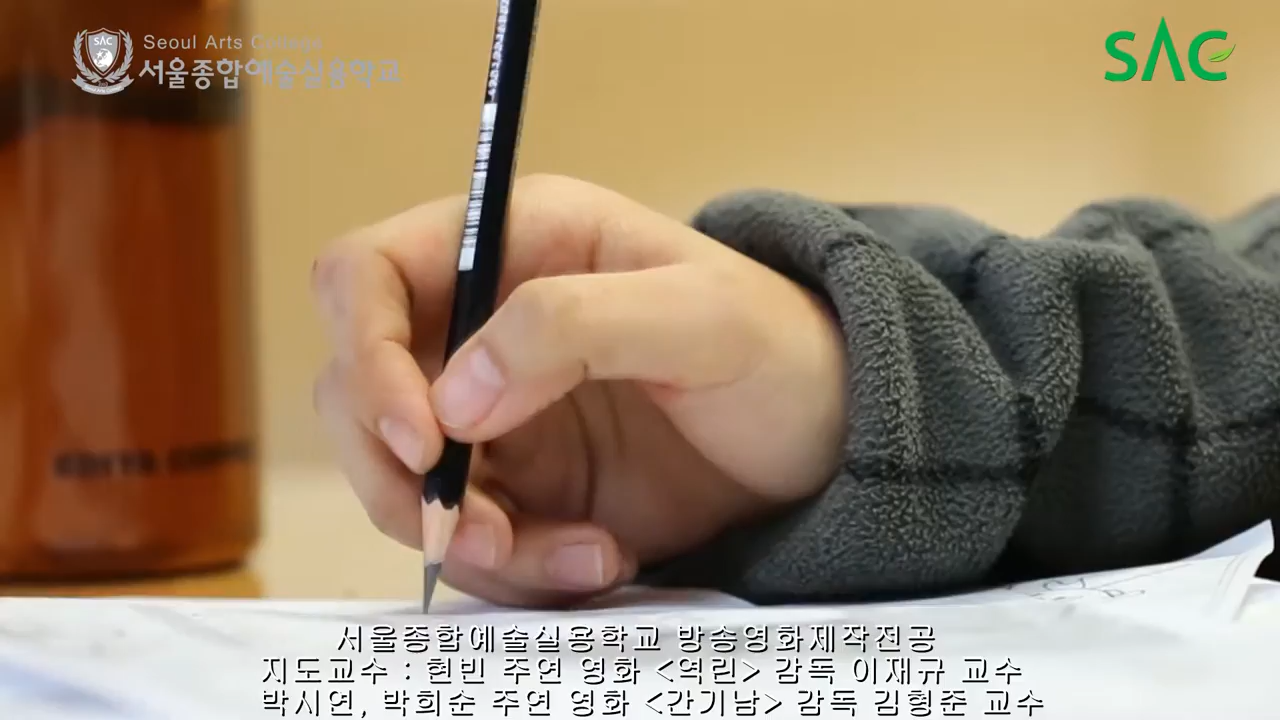 Seoul Arts College
서울종합예술실용학교
SAC
서울종합예술실용학교 방송영화제작전공
지도교수 : 현빈 주연 영화 <역린> 감독 이재규 교수
박시연, 박희순 주연 영화 <간기남> 감독 김형준 교수